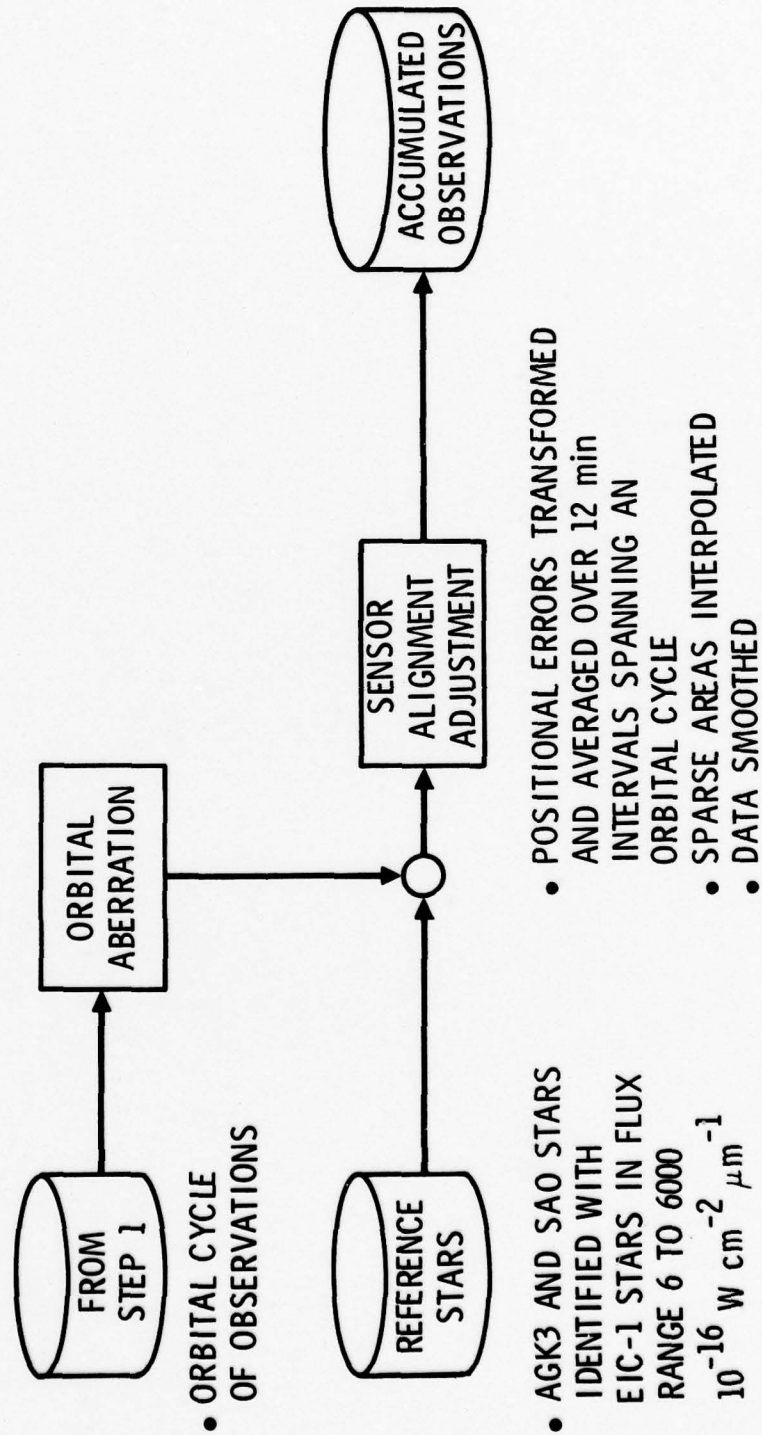 FROM
STEP 1
• ORBITAL CYCLE
OF OBSERVATIONS
ORBITAL
ABERRATION
REFERENCE
STARS
• AGK3 AND SAO STARS
IDENTIFIED WITH
EIC-1 STARS IN FLUX
RANGE 6 TO 6000
10⁻¹⁶ W cm⁻² μm⁻¹
SENSOR
ALIGNMENT
ADJUSTMENT
• POSITIONAL ERRORS TRANSFORMED
AND AVERAGED OVER 12 min
INTERVALS SPANNING AN
ORBITAL CYCLE
• SPARSE AREAS INTERPOLATED
• DATA SMOOTHED
ACCUMULATED
OBSERVATIONS